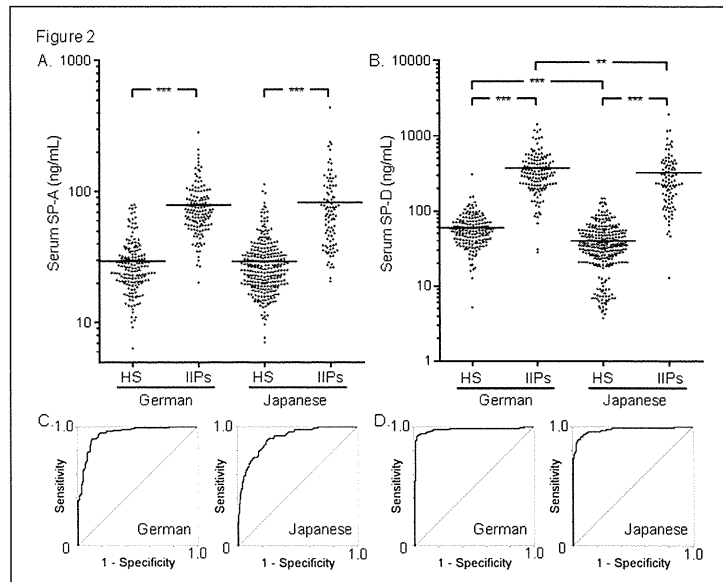 Figure 2
A.
1000
100
10
Serum SP-A (ng/mL)
***
***
HS
IIPs
HS
IIPs
German
Japanese
B.
10000
1000
100
10
1
Serum SP-D (ng/mL)
**
***
***
***
HS
IIPs
HS
IIPs
German
Japanese
C.
1.0
Sensitivity
0
German
1.0
1 - Specificity
1.0
Sensitivity
0
Japanese
1.0
1 - Specificity
D.
1.0
Sensitivity
0
German
1.0
1 - Specificity
1.0
Sensitivity
0
Japanese
1.0
1 - Specificity